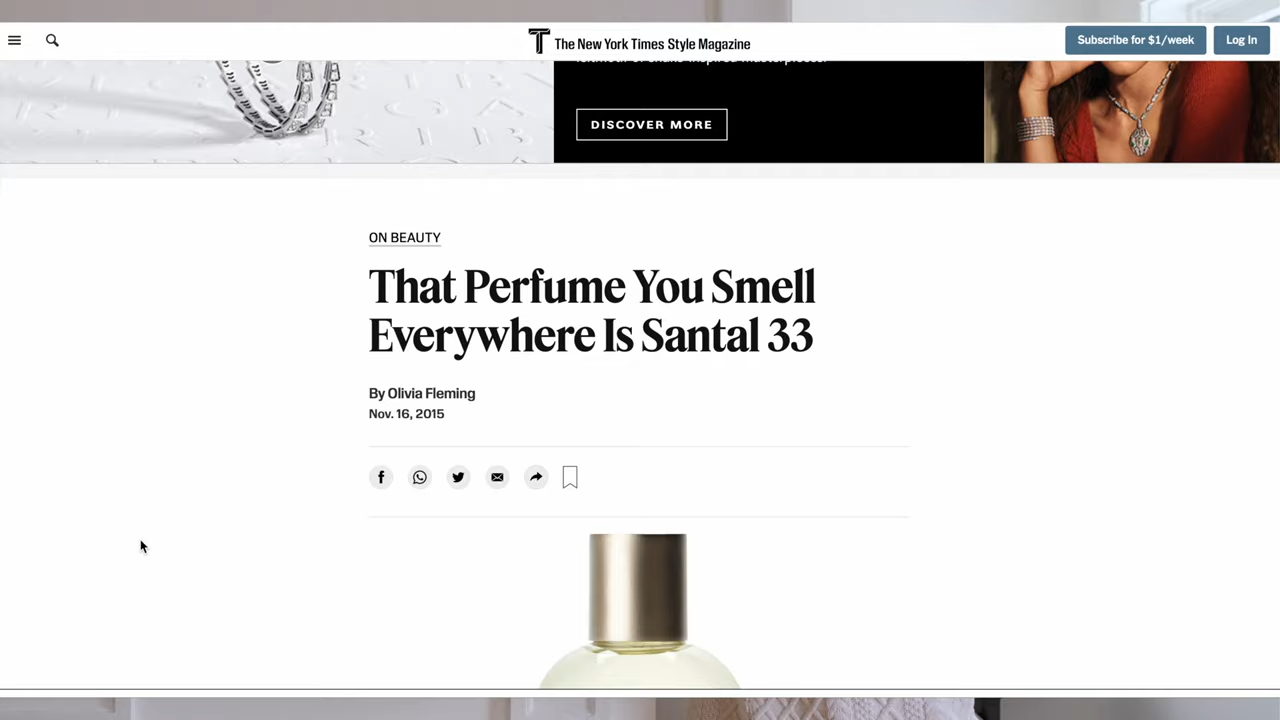 The New York Times Style Magazine
Subscribe for $1/week
Log In
DISCOVER MORE
ON BEAUTY
That Perfume You Smell
Everywhere Is Santal 33
By Olivia Fleming
Nov. 16, 2015